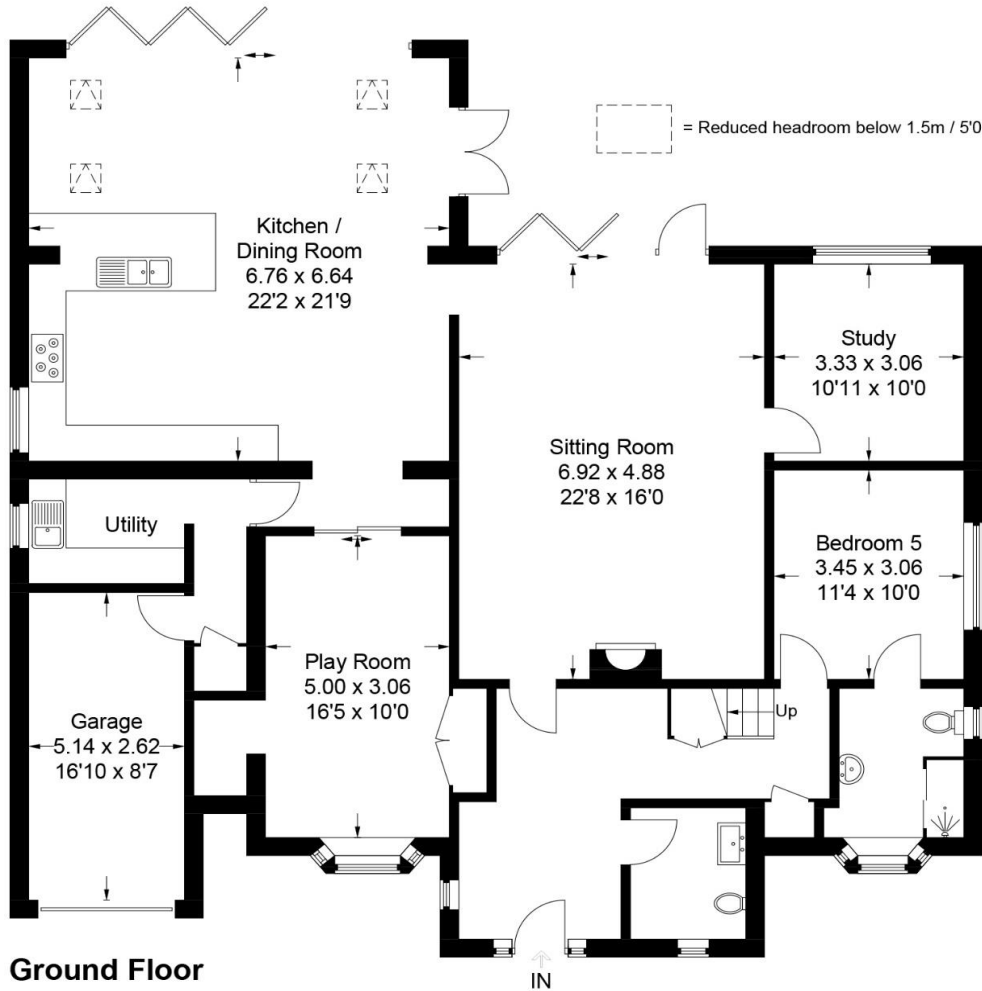 = Reduced headroom below 1.5m / 5'0
Kitchen /
Dining Room
6.76 x 6.64
22'2 x 21'9
Study
3.33 x 3.06
10'11 x 10'0
Sitting Room
6.92 x 4.88
22'8 x 16'0
Utility
Bedroom 5
3.45 x 3.06
11'4 x 10'0
Play Room
5.00 x 3.06
16'5 x 10'0
Garage
5.14 x 2.62
16'10 x 8'7
Up
Ground Floor
IN